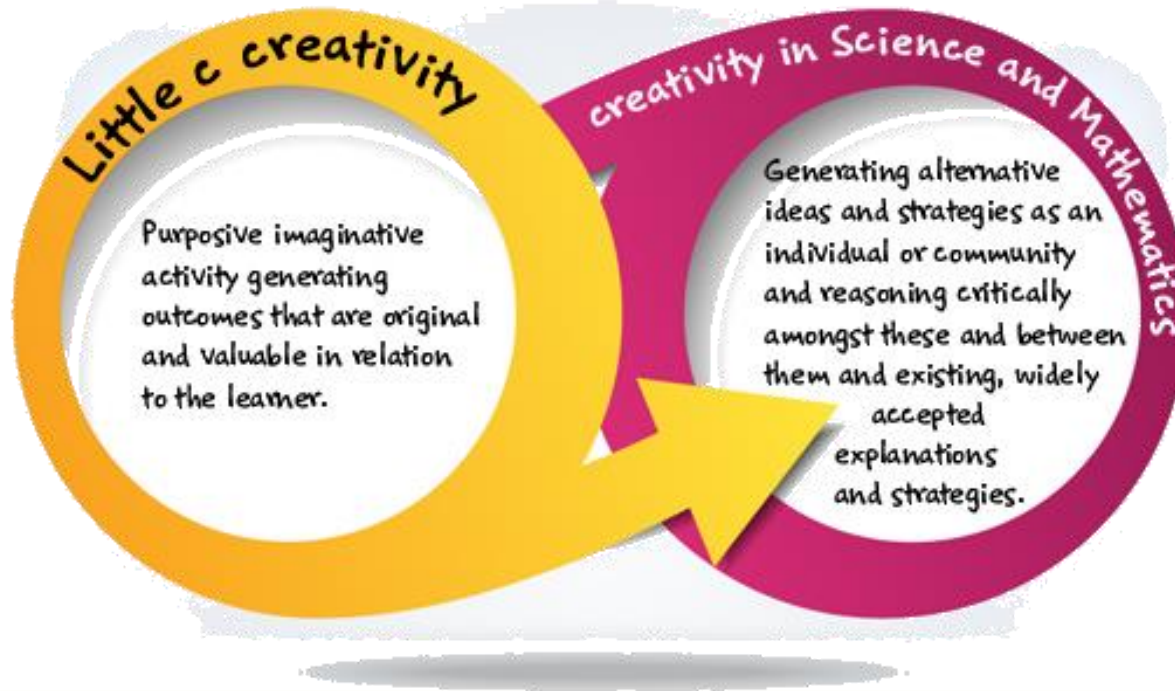 Little c creativity
Purposive imaginative
activity generating
outcomes that are original
and valuable in relation
to the learner.
creativity in Science and Mathematics
Generating alternative
ideas and strategies as an
individual or community
and reasoning critically
amongst these and between
them and existing, widely
accepted
explanations
and strategies.